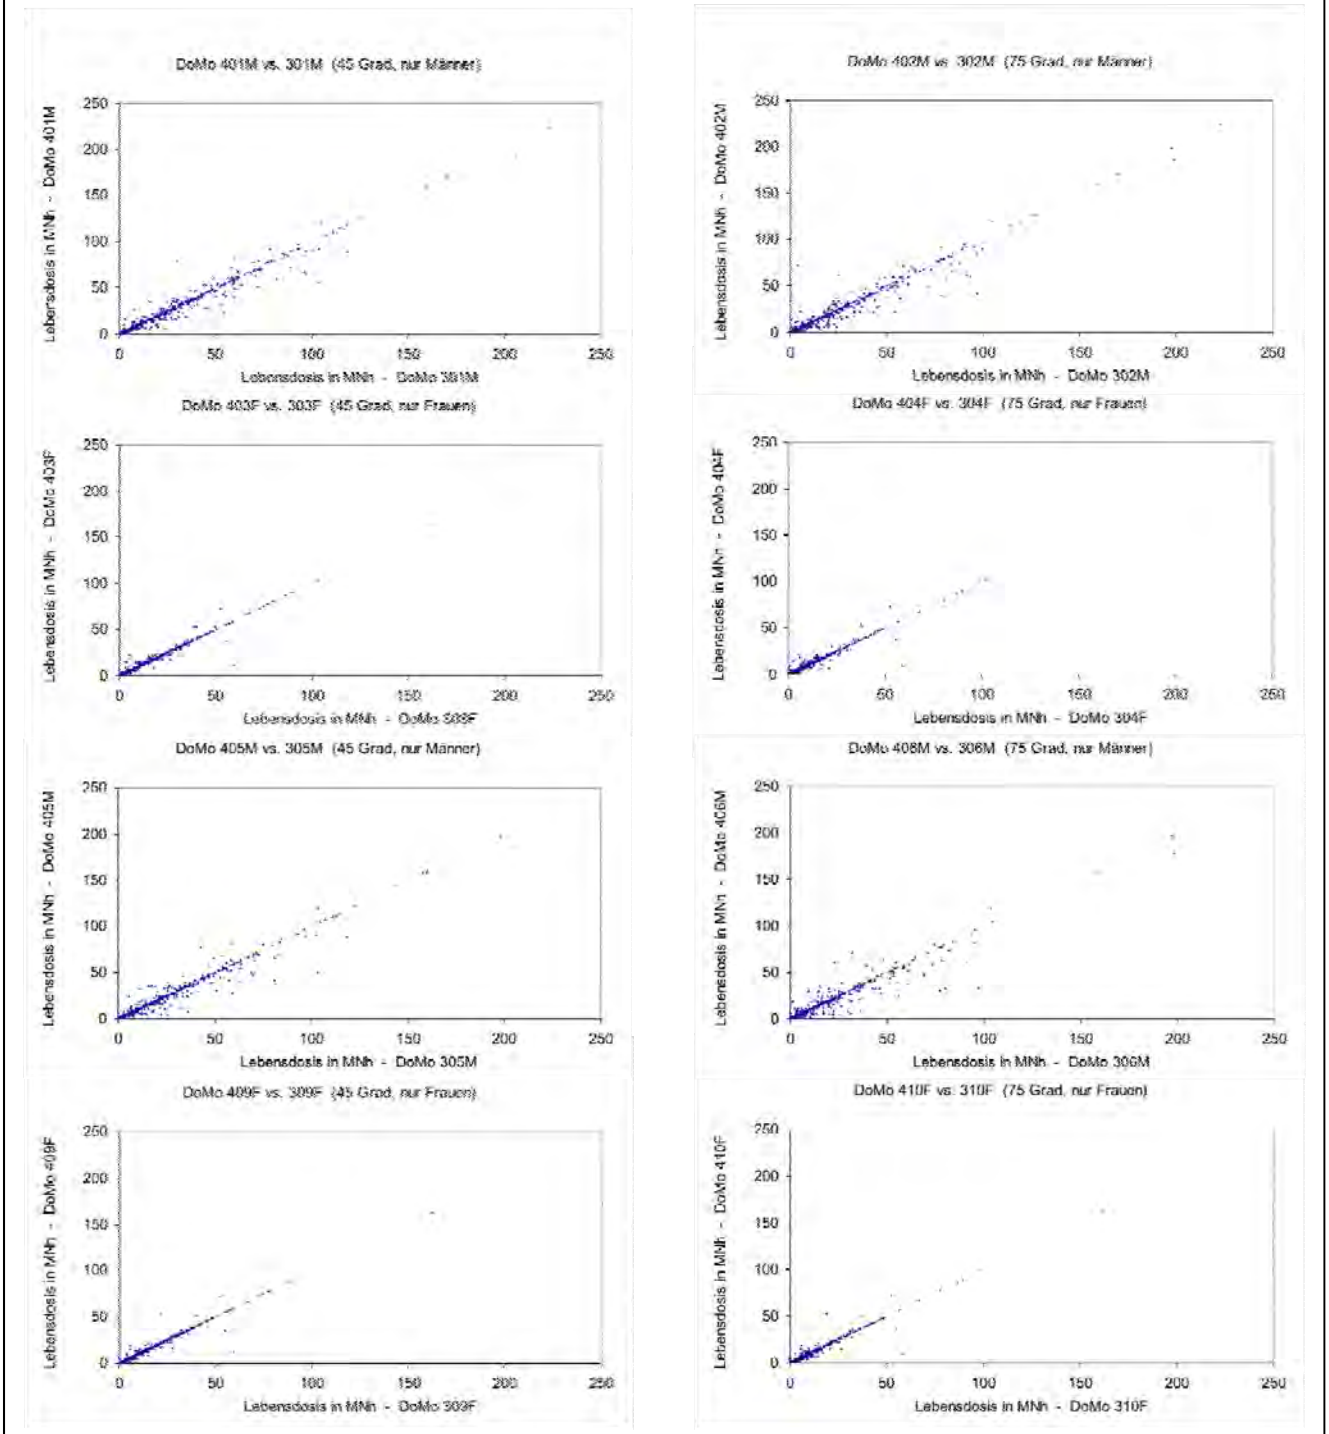 DoMo 401M vs. 301M (45 Grad, nur Männer)
Lebensdosis in MNh - DoMo 401M
250
200
150
100
50
0
0 50 100 150 200 250
Lebensdosis in MNh - DoMo 301M
DoMo 402M vs. 302M (75 Grad, nur Männer)
Lebensdosis in MNh - DoMo 402M
250
200
150
100
50
0
0 50 100 150 200 250
Lebensdosis in MNh - DoMo 302M
DoMo 403F vs. 303F (45 Grad, nur Frauen)
Lebensdosis in MNh - DoMo 403F
250
200
150
100
50
0
0 50 100 150 200 250
Lebensdosis in MNh - DoMo 303F
DoMo 404F vs. 304F (75 Grad, nur Frauen)
Lebensdosis in MNh - DoMo 404F
250
200
150
100
50
0
0 50 100 150 200 250
Lebensdosis in MNh - DoMo 304F
DoMo 405M vs. 305M (45 Grad, nur Männer)
Lebensdosis in MNh - DoMo 405M
250
200
150
100
50
0
0 50 100 150 200 250
Lebensdosis in MNh - DoMo 305M
DoMo 406M vs. 306M (75 Grad, nur Männer)
Lebensdosis in MNh - DoMo 406M
250
200
150
100
50
0
0 50 100 150 200 250
Lebensdosis in MNh - DoMo 306M
DoMo 409F vs. 309F (45 Grad, nur Frauen)
Lebensdosis in MNh - DoMo 409F
250
200
150
100
50
0
0 50 100 150 200 250
Lebensdosis in MNh - DoMo 309F
DoMo 410F vs. 310F (75 Grad, nur Frauen)
Lebensdosis in MNh - DoMo 410F
250
200
150
100
50
0
0 50 100 150 200 250
Lebensdosis in MNh - DoMo 310F